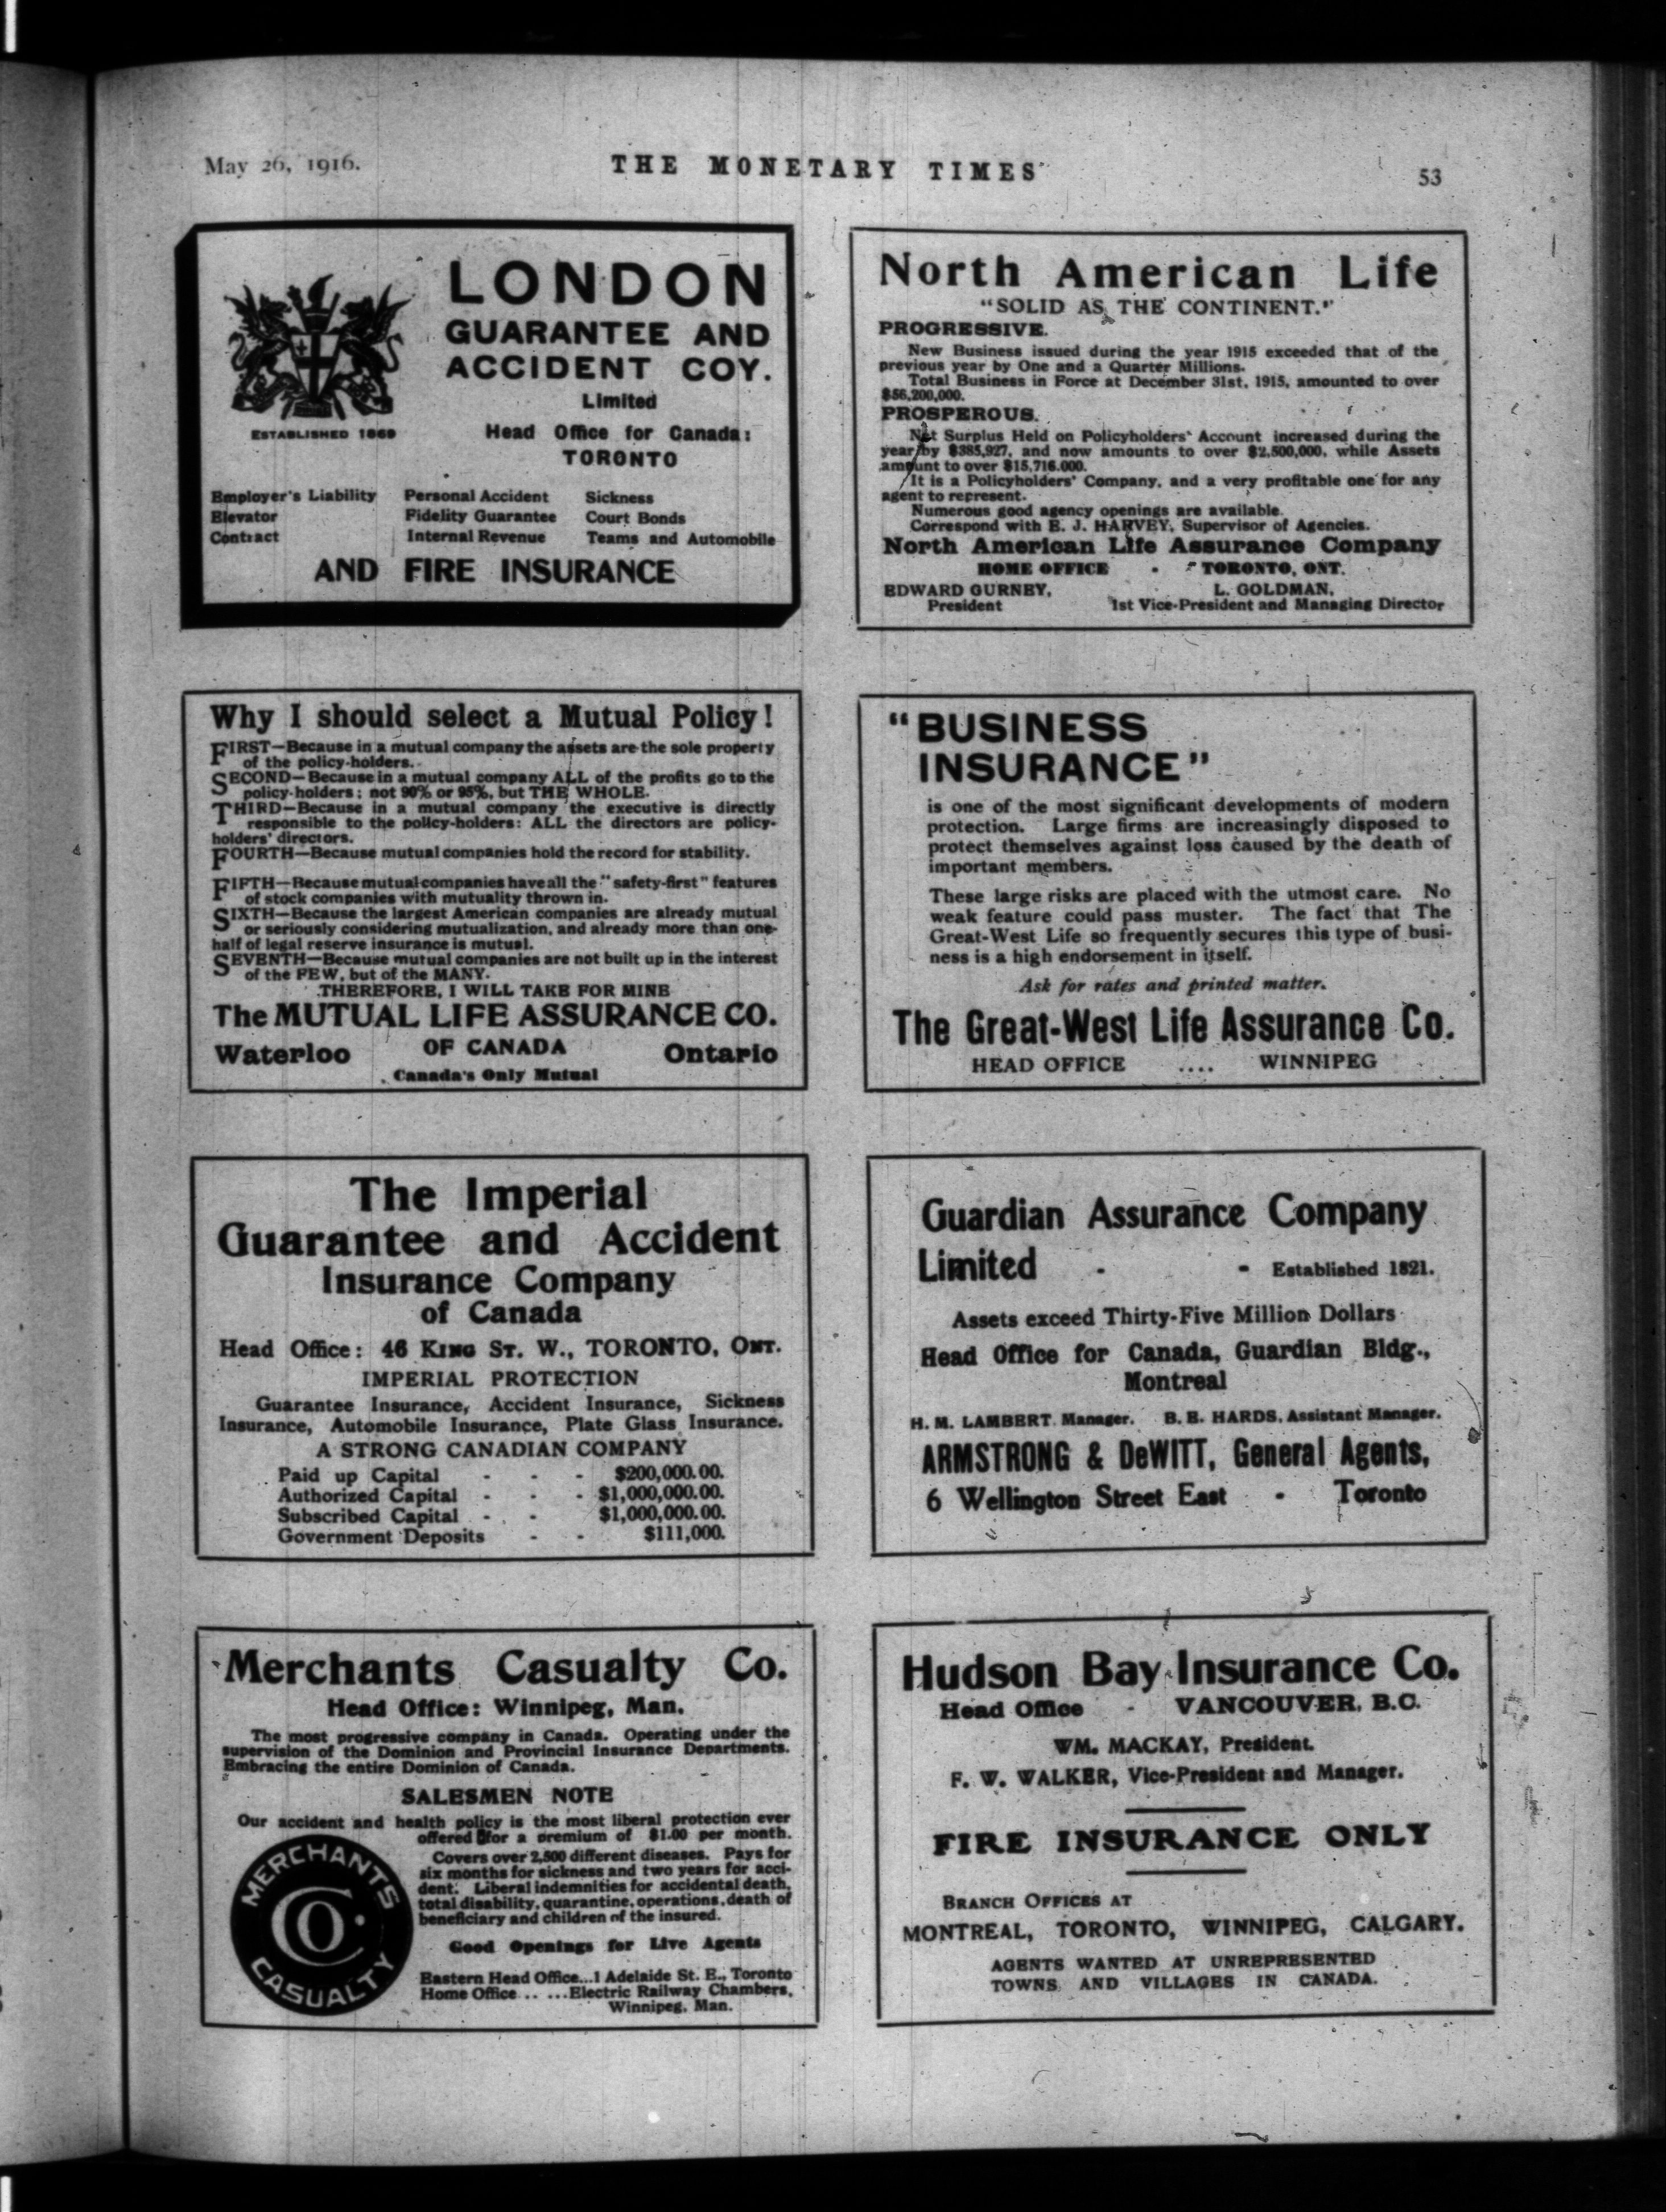 May 26, 1916.
THE MONETARY TIMES
53
LONDON
GUARANTEE AND
ACCIDENT COY.
Limited
ESTABLISHED 1869
Head Office for Canada:
TORONTO
Employer's Liability Personal Accident Sickness
Elevator Fidelity Guarantee Court Bonds
Contract Internal Revenue Teams and Automobile
AND FIRE INSURANCE
North American Life
"SOLID AS THE CONTINENT."
PROGRESSIVE.
New Business issued during the year 1915 exceeded that of the
previous year by One and a Quarter Millions.
Total Business in Force at December 31st, 1915, amounted to over
$56,200,000.
PROSPEROUS.
Net Surplus Held on Policyholders' Account increased during the
year by $385,927, and now amounts to over $2,500,000, while Assets
amount to over $15,716,000.
It is a Policyholders' Company, and a very profitable one for any
agent to represent.
Numerous good agency openings are available.
Correspond with E. J. HARVEY, Supervisor of Agencies.
North American Life Assurance Company
HOME OFFICE - TORONTO, ONT.
EDWARD GURNEY, L. GOLDMAN,
President 1st Vice-President and Managing Director
Why I should select a Mutual Policy!
FIRST—Because in a mutual company the assets are the sole property
of the policy-holders.
SECOND—Because in a mutual company ALL of the profits go to the
policy-holders; not 90% or 95%, but THE WHOLE.
THIRD—Because in a mutual company the executive is directly
responsible to the policy-holders: ALL the directors are policy-
holders' directors.
FOURTH—Because mutual companies hold the record for stability.
FIFTH—Because mutual companies have all the "safety-first" features
of stock companies with mutuality thrown in.
SIXTH—Because the largest American companies are already mutual
or seriously considering mutualization, and already more than one-
half of legal reserve insurance is mutual.
SEVENTH—Because mutual companies are not built up in the interest
of the FEW, but of the MANY.
THEREFORE, I WILL TAKE FOR MINE
The MUTUAL LIFE ASSURANCE CO.
Waterloo OF CANADA Ontario
Canada's Only Mutual
"BUSINESS
INSURANCE"
is one of the most significant developments of modern
protection. Large firms are increasingly disposed to
protect themselves against loss caused by the death of
important members.
These large risks are placed with the utmost care. No
weak feature could pass muster. The fact that The
Great-West Life so frequently secures this type of busi-
ness is a high endorsement in itself.
Ask for rates and printed matter.
The Great-West Life Assurance Co.
HEAD OFFICE .... WINNIPEG
The Imperial
Guarantee and Accident
Insurance Company
of Canada
Head Office: 46 KING ST. W., TORONTO, ONT.
IMPERIAL PROTECTION
Guarantee Insurance, Accident Insurance, Sickness
Insurance, Automobile Insurance, Plate Glass Insurance.
A STRONG CANADIAN COMPANY
Paid up Capital - - - $200,000.00.
Authorized Capital - - - $1,000,000.00.
Subscribed Capital - - $1,000,000.00.
Government Deposits - - $111,000.
Guardian Assurance Company
Limited - - Established 1821.
Assets exceed Thirty-Five Million Dollars
Head Office for Canada, Guardian Bldg.,
Montreal
H. M. LAMBERT, Manager. B. E. HARDS, Assistant Manager.
ARMSTRONG & DeWITT, General Agents,
6 Wellington Street East - Toronto
Merchants Casualty Co.
Head Office: Winnipeg, Man.
The most progressive company in Canada. Operating under the
supervision of the Dominion and Provincial Insurance Departments.
Embracing the entire Dominion of Canada.
SALESMEN NOTE
Our accident and health policy is the most liberal protection ever
offered for a premium of $1.00 per month.
Covers over 2,500 different diseases. Pays for
six months for sickness and two years for acci-
dent. Liberal indemnities for accidental death,
total disability, quarantine, operations, death of
beneficiary and children of the insured.
Good Openings for Live Agents
Eastern Head Office...1 Adelaide St. E., Toronto
Home Office .. ...Electric Railway Chambers,
Winnipeg, Man.
MERCHANTS
CO.
CASUALTY
Hudson Bay Insurance Co.
Head Office - VANCOUVER, B.C.
WM. MACKAY, President.
F. W. WALKER, Vice-President and Manager.
FIRE INSURANCE ONLY
BRANCH OFFICES AT
MONTREAL, TORONTO, WINNIPEG, CALGARY.
AGENTS WANTED AT UNREPRESENTED
TOWNS AND VILLAGES IN CANADA.